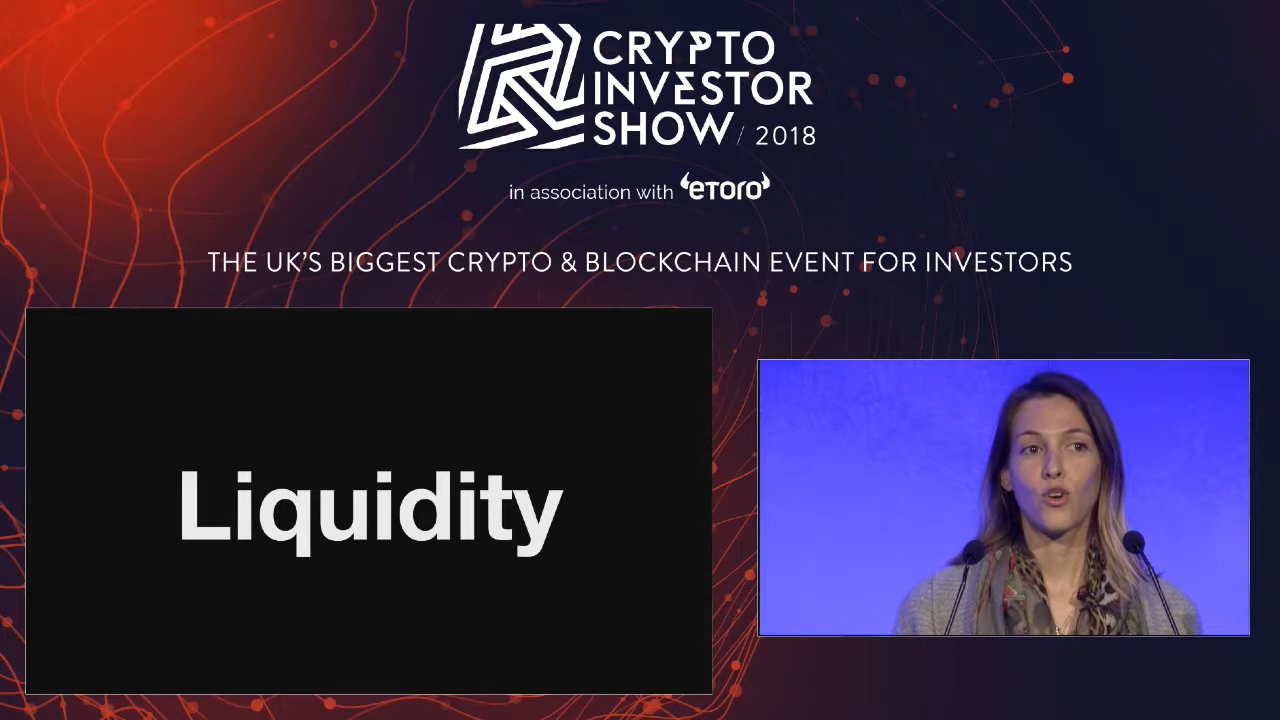 CRYPTO
INVESTOR
SHOW / 2018
in association with eToro
THE UK'S BIGGEST CRYPTO & BLOCKCHAIN EVENT FOR INVESTORS
Liquidity